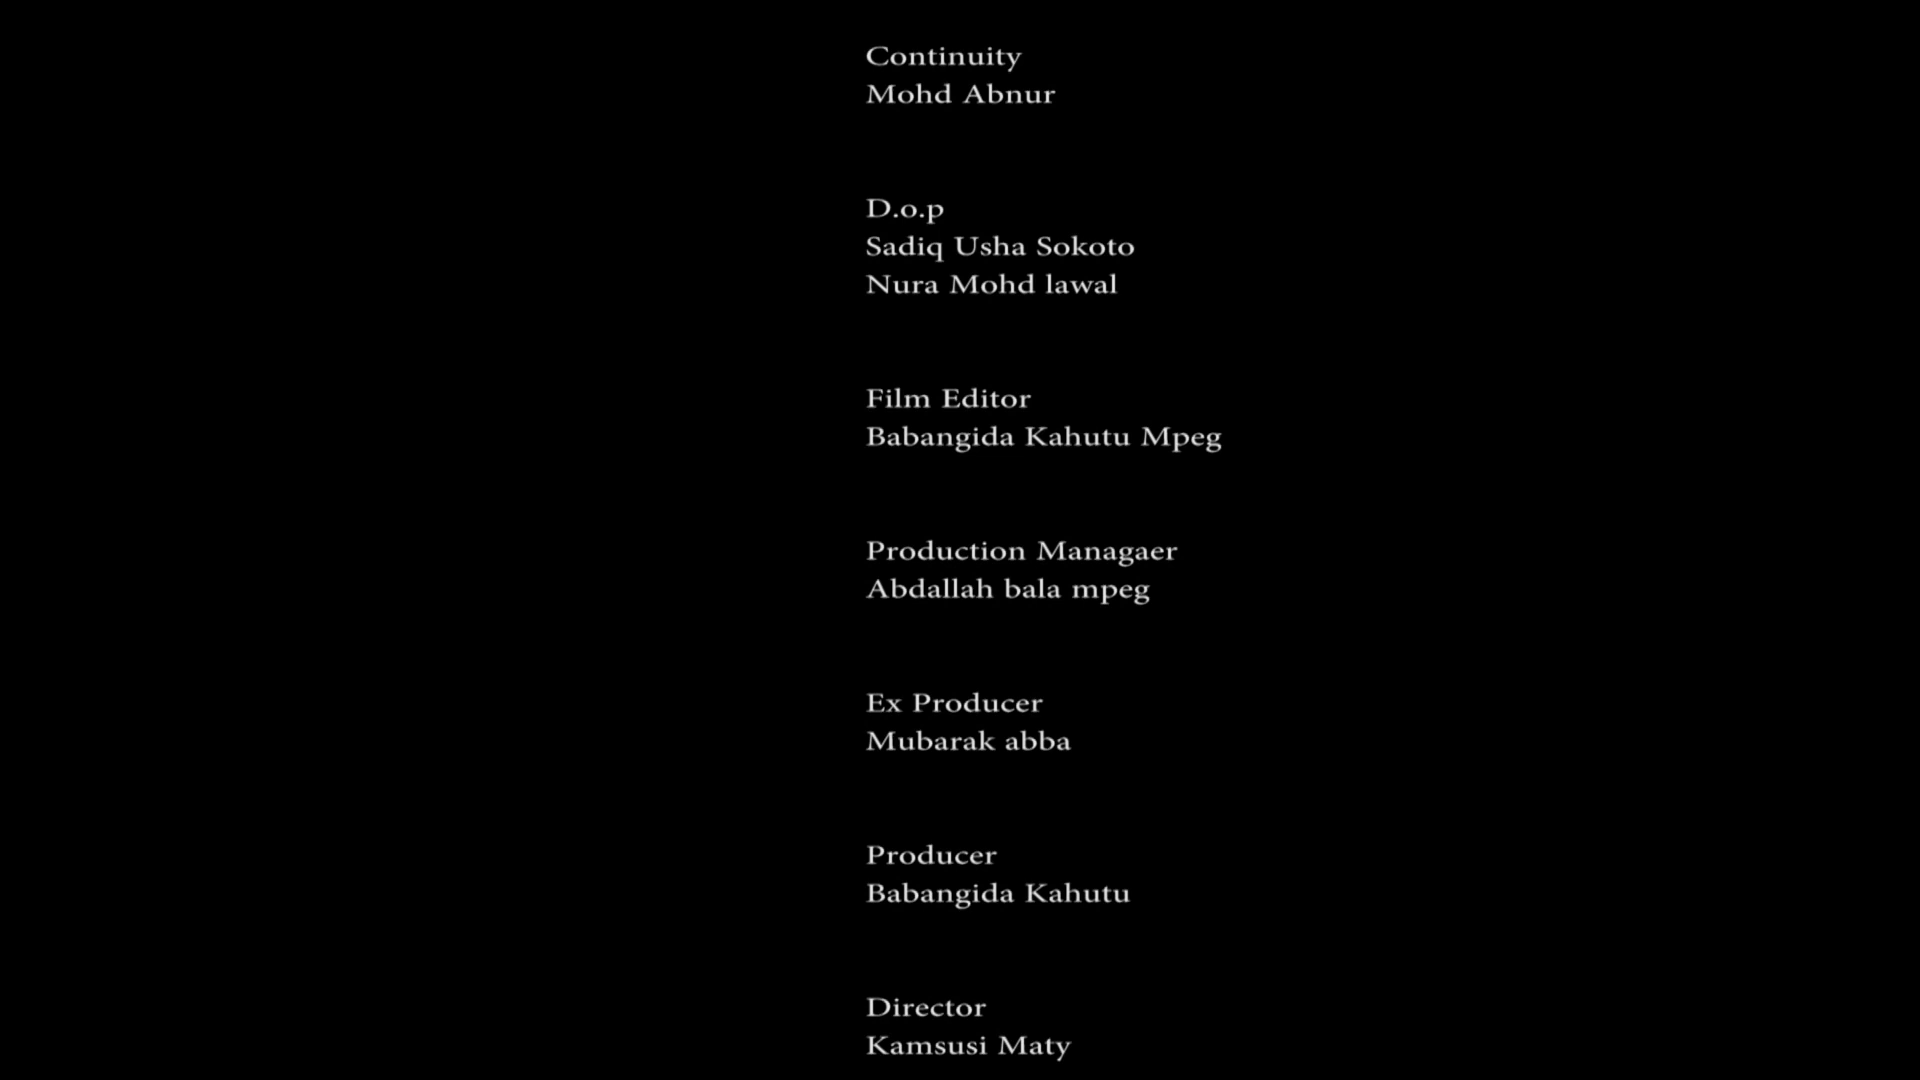 Continuity
Mohd Abnur
D.o.p
Sadiq Usha Sokoto
Nura Mohd lawal
Film Editor
Babangida Kahutu Mpeg
Production Managaer
Abdallah bala mpeg
Ex Producer
Mubarak abba
Producer
Babangida Kahutu
Director
Kamsusi Maty